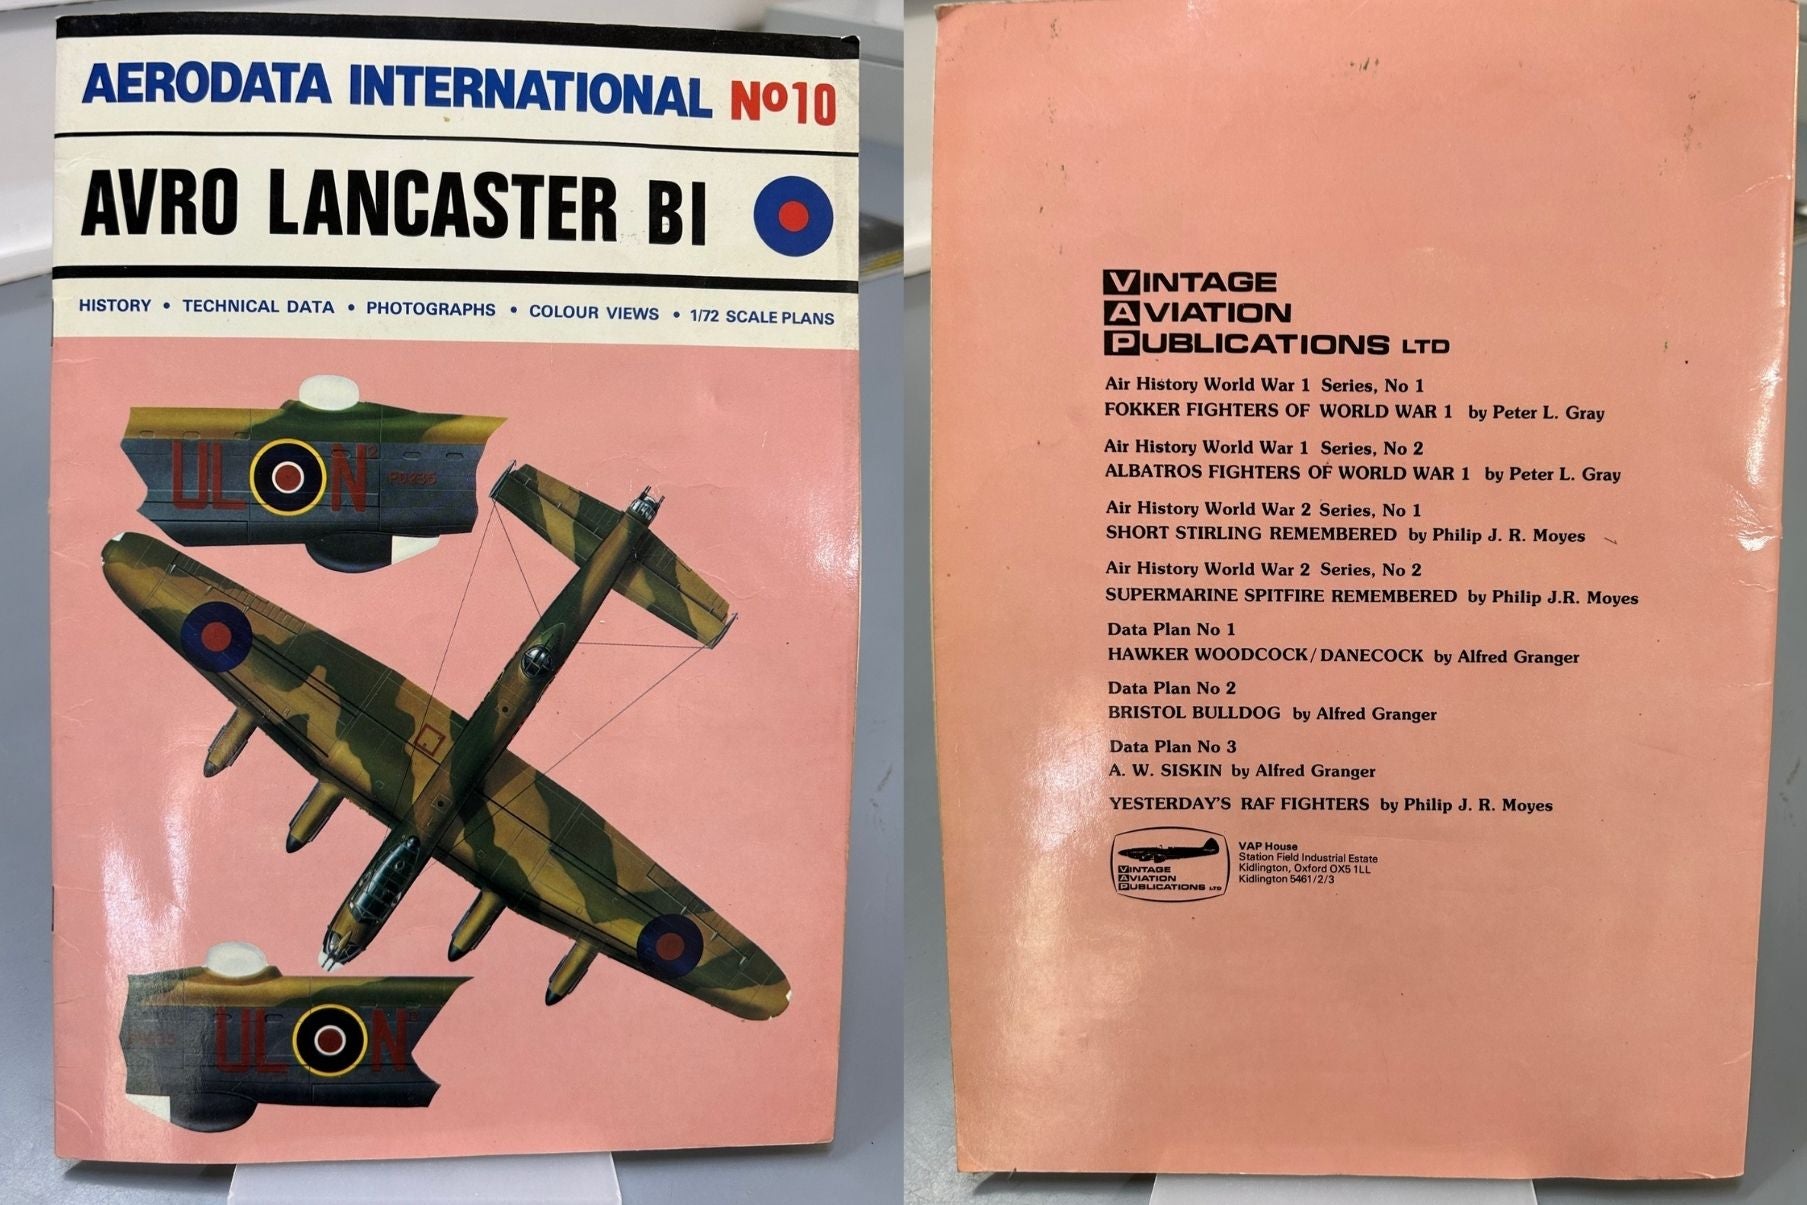 AERODATA INTERNATIONAL No10
AVRO LANCASTER BI
HISTORY • TECHNICAL DATA • PHOTOGRAPHS • COLOUR VIEWS • 1/72 SCALE PLANS
UL N2 PD235
UL N2
VINTAGE
AVIATION
PUBLICATIONS LTD
Air History World War 1 Series, No 1
FOKKER FIGHTERS OF WORLD WAR 1 by Peter L. Gray
Air History World War 1 Series, No 2
ALBATROS FIGHTERS OF WORLD WAR 1 by Peter L. Gray
Air History World War 2 Series, No 1
SHORT STIRLING REMEMBERED by Philip J. R. Moyes
Air History World War 2 Series, No 2
SUPERMARINE SPITFIRE REMEMBERED by Philip J.R. Moyes
Data Plan No 1
HAWKER WOODCOCK/DANECOCK by Alfred Granger
Data Plan No 2
BRISTOL BULLDOG by Alfred Granger
Data Plan No 3
A. W. SISKIN by Alfred Granger
YESTERDAY'S RAF FIGHTERS by Philip J. R. Moyes
VINTAGE
AVIATION
PUBLICATIONS LTD
VAP House
Station Field Industrial Estate
Kidlington, Oxford OX5 1LL
Kidlington 5461/2/3